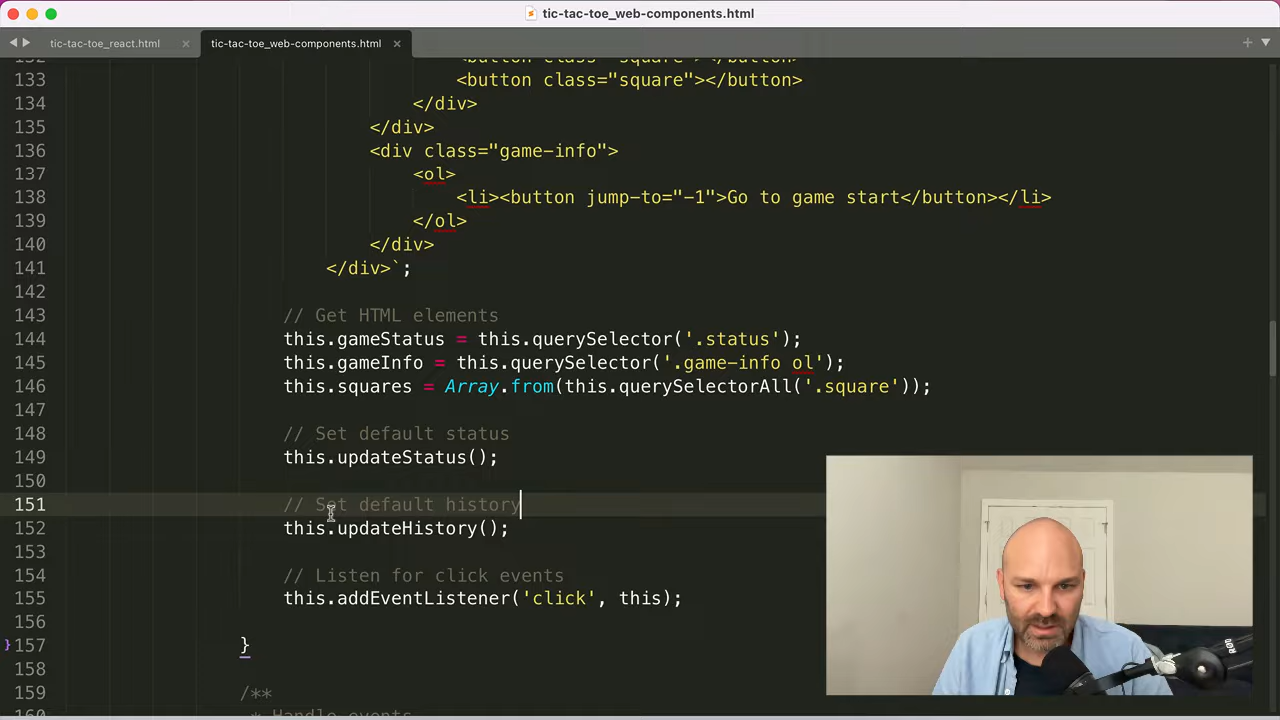 tic-tac-toe_web-components.html
tic-tac-toe_react.html
tic-tac-toe_web-components.html
133 <button class="square"></button>
134 </div>
135 </div>
136 <div class="game-info">
137 <ol>
138 <li><button jump-to="-1">Go to game start</button></li>
139 </ol>
140 </div>
141 </div>`;
142
143 // Get HTML elements
144 this.gameStatus = this.querySelector('.status');
145 this.gameInfo = this.querySelector('.game-info ol');
146 this.squares = Array.from(this.querySelectorAll('.square'));
147
148 // Set default status
149 this.updateStatus();
150
151 // Set default history
152 this.updateHistory();
153
154 // Listen for click events
155 this.addEventListener('click', this);
156
157 }
158
159 /**
160 * Handle events